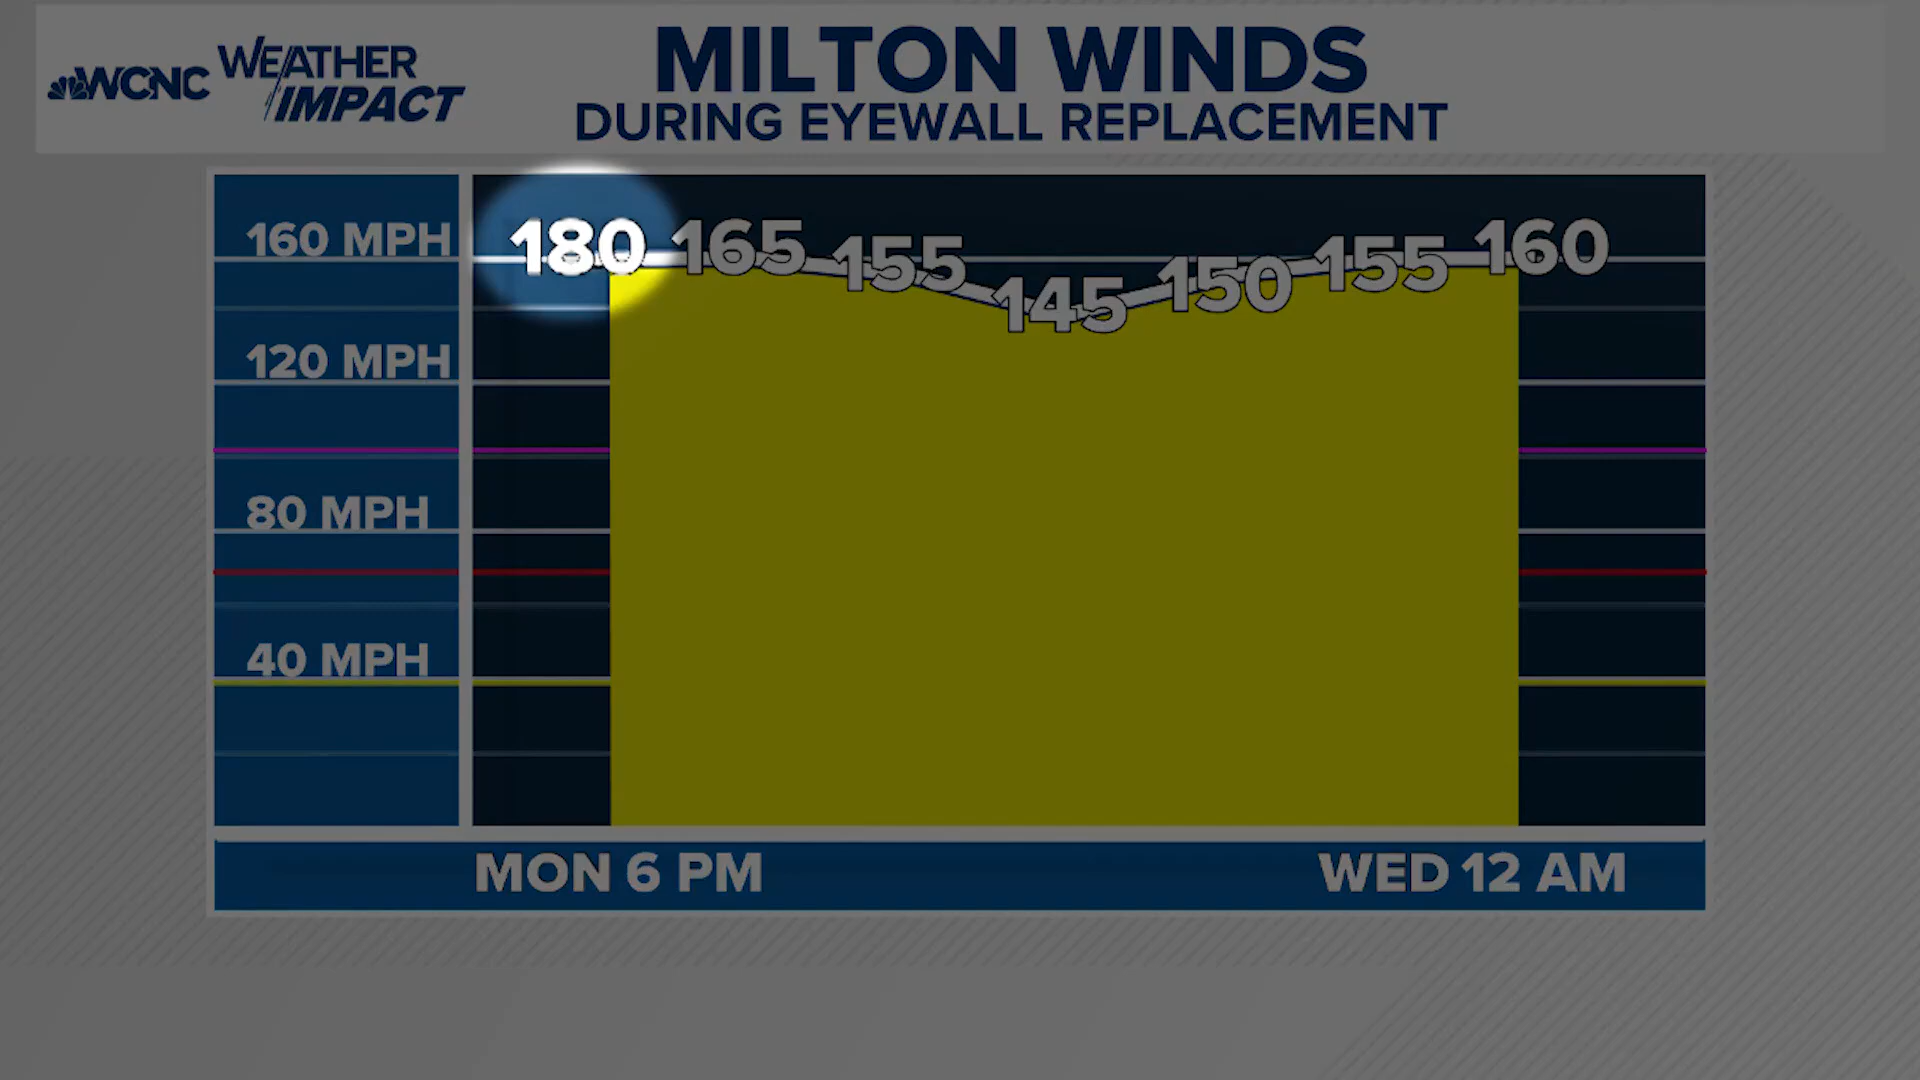 WCNC WEATHER IMPACT
MILTON WINDS
DURING EYEWALL REPLACEMENT
160 MPH
120 MPH
80 MPH
40 MPH
180 165 155 145 150 155 160
MON 6 PM
WED 12 AM